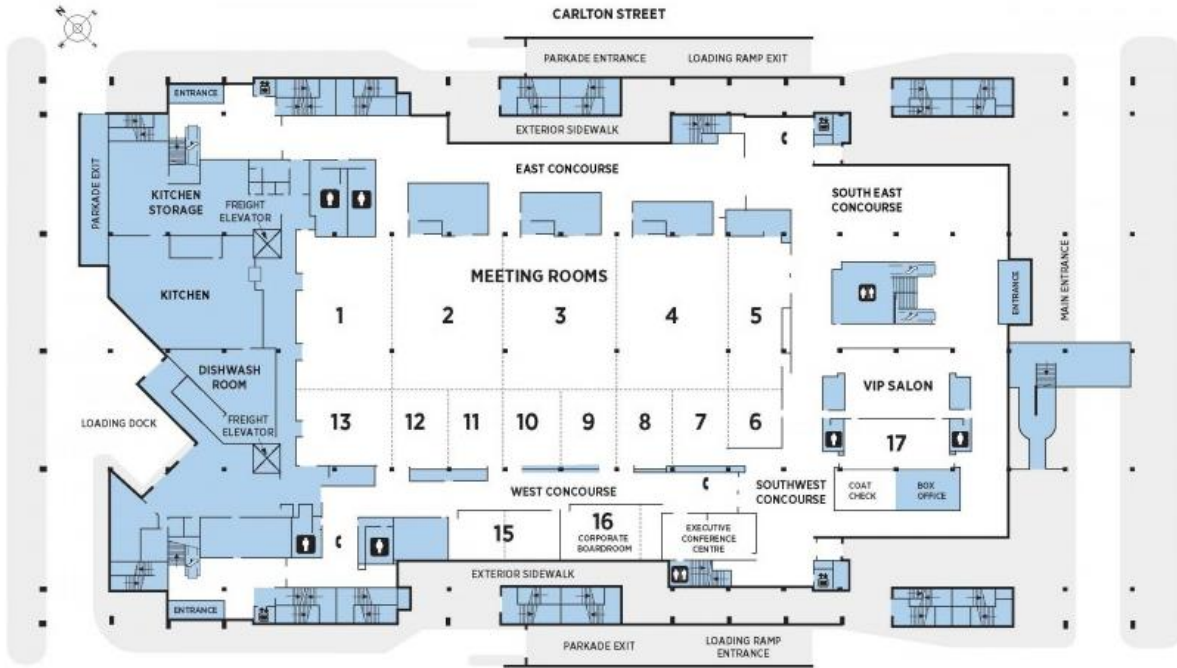 CARLTON STREET
N
PARKADE ENTRANCE
LOADING RAMP EXIT
ENTRANCE
EXTERIOR SIDEWALK
EAST CONCOURSE
PARKADE EXIT
KITCHEN
STORAGE
FREIGHT
ELEVATOR
SOUTH EAST
CONCOURSE
MEETING ROOMS
KITCHEN
1
2
3
4
5
ENTRANCE
MAIN ENTRANCE
DISHWASH
ROOM
VIP SALON
LOADING DOCK
FREIGHT
ELEVATOR
13
12
11
10
9
8
7
6
17
WEST CONCOURSE
SOUTHWEST
CONCOURSE
COAT
CHECK
BOX
OFFICE
15
16
CORPORATE
BOARDROOM
EXECUTIVE
CONFERENCE
CENTRE
EXTERIOR SIDEWALK
ENTRANCE
PARKADE EXIT
LOADING RAMP
ENTRANCE